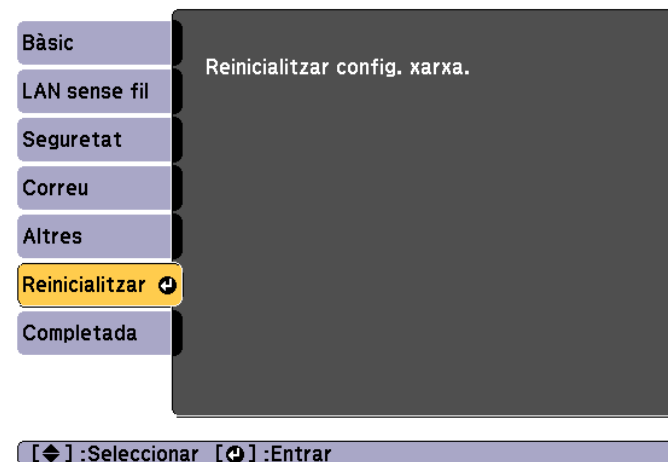 Bàsic
Reinicialitzar config. xarxa.
LAN sense fil
Seguretat
Correu
Altres
Reinicialitzar
Completada
[◆] :Seleccionar [⏎] :Entrar